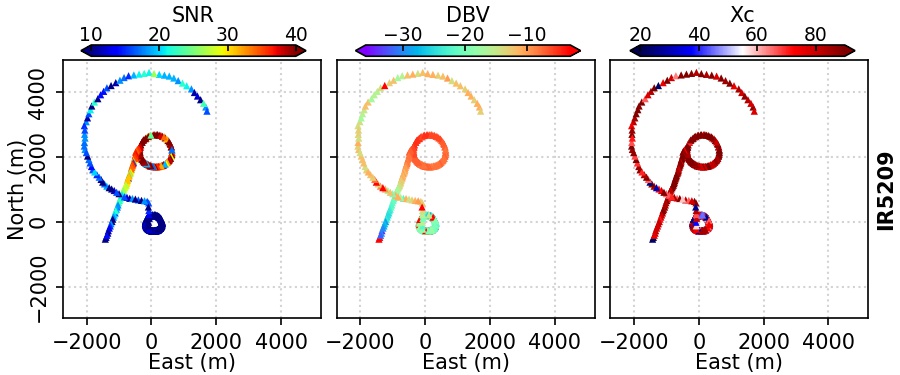 SNR DBV Xc
10 20 30 40 −30 −20 −10 20 40 60 80
4000
2000
0
−2000
North (m)
IR5209
−2000 0 2000 4000 −2000 0 2000 4000 −2000 0 2000 4000
East (m) East (m) East (m)